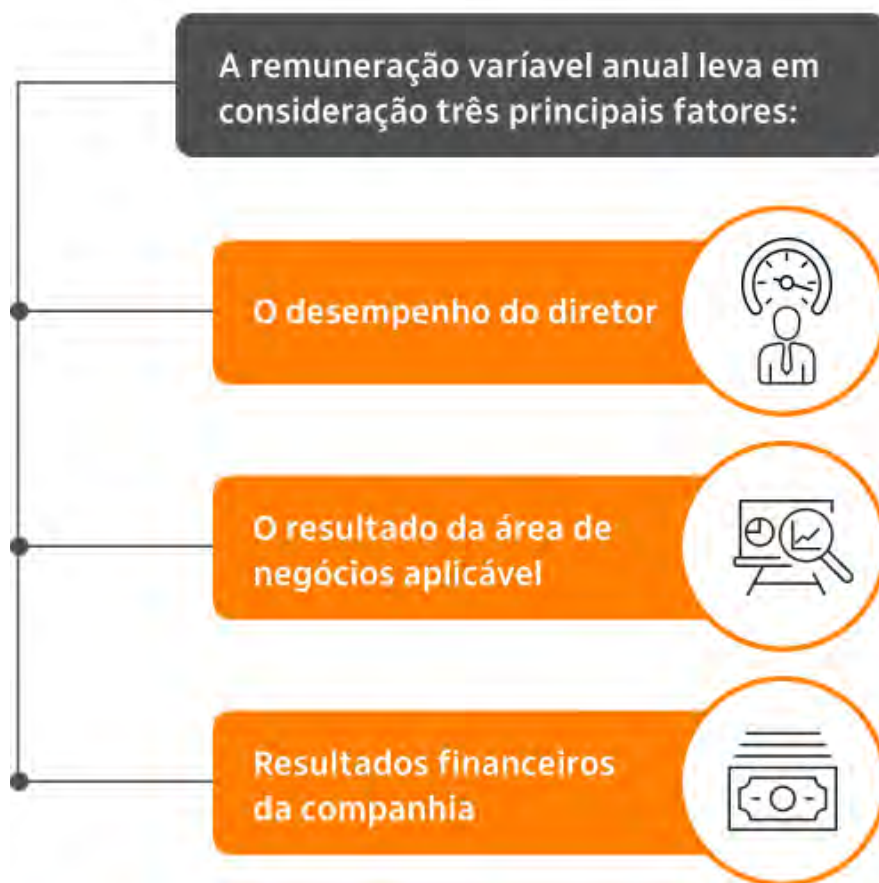 A remuneração varíavel anual leva em
consideração três principais fatores:
O desempenho do diretor
O resultado da área de
negócios aplicável
Resultados financeiros
da companhia